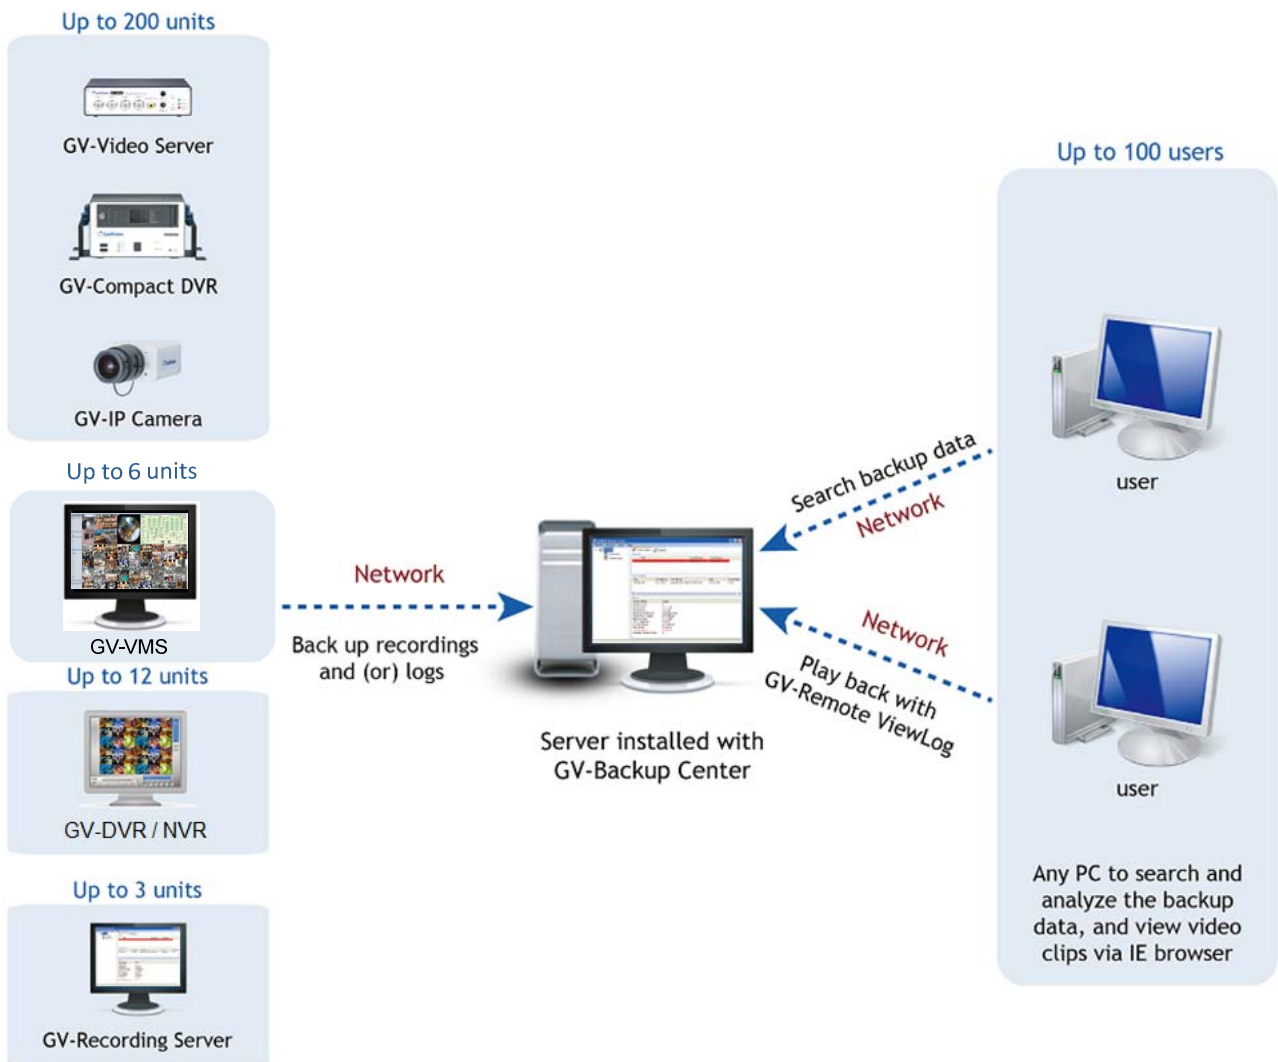 Up to 200 units
GV-Video Server
GV-Compact DVR
GV-IP Camera
Up to 6 units
GV-VMS
Up to 12 units
GV-DVR / NVR
Up to 3 units
GV-Recording Server
Network
Back up recordings
and (or) logs
Server installed with
GV-Backup Center
Search backup data
Network
Network
Play back with
GV-Remote ViewLog
Up to 100 users
user
user
Any PC to search and
analyze the backup
data, and view video
clips via IE browser